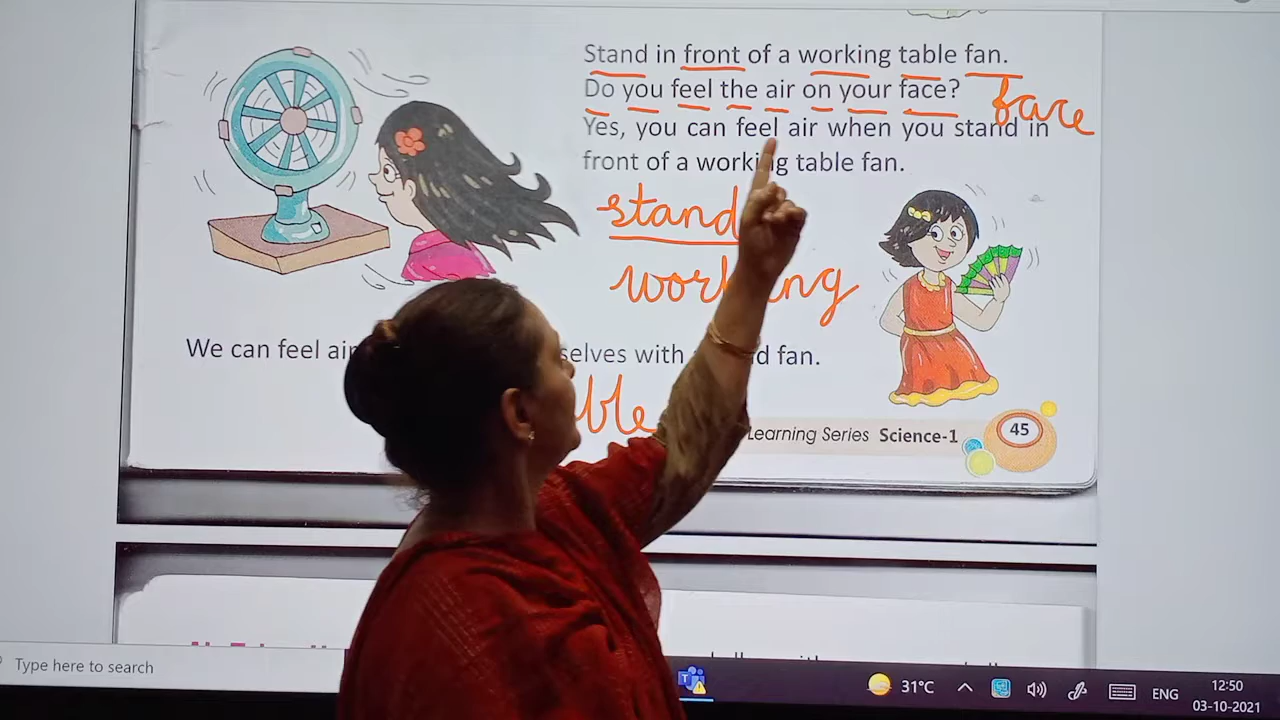 Stand in front of a working table fan.
Do you feel the air on your face?
face
Yes, you can feel air when you stand in
front of a working table fan.
stand
working
We can feel air selves with fan.
ble
Learning Series Science-1
45
Type here to search
31°C
ENG
12:50
03-10-2021